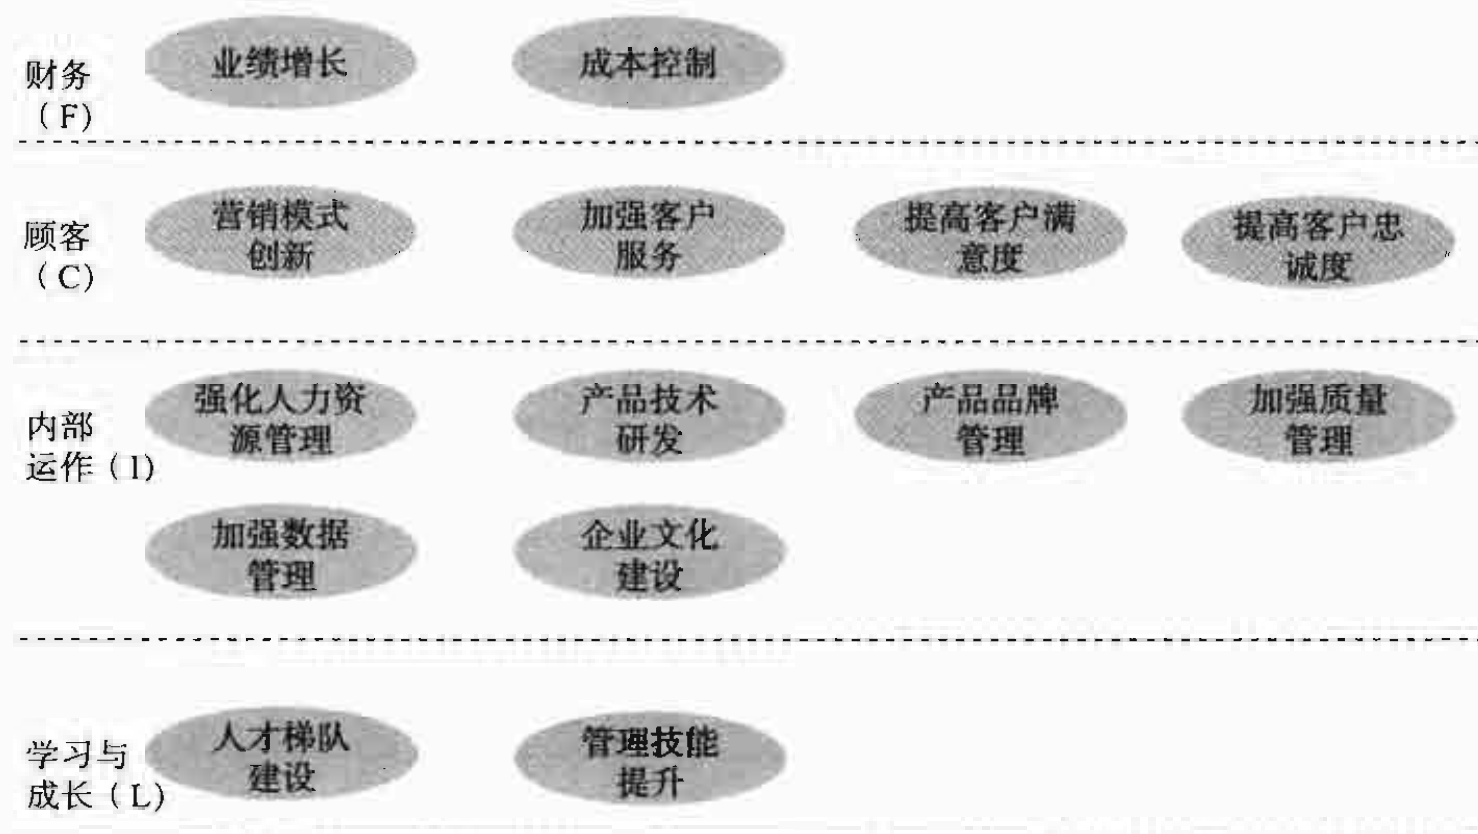 业绩增长
成本控制
财务
（F）
营销模式
创新
加强客户
服务
提高客户满
意度
提高客户忠
诚度
顾客
（C）
强化人力资
源管理
产品技术
研发
产品品牌
管理
加强质量
管理
内部
运作（I）
加强数据
管理
企业文化
建设
人才梯队
建设
管理技能
提升
学习与
成长（L）